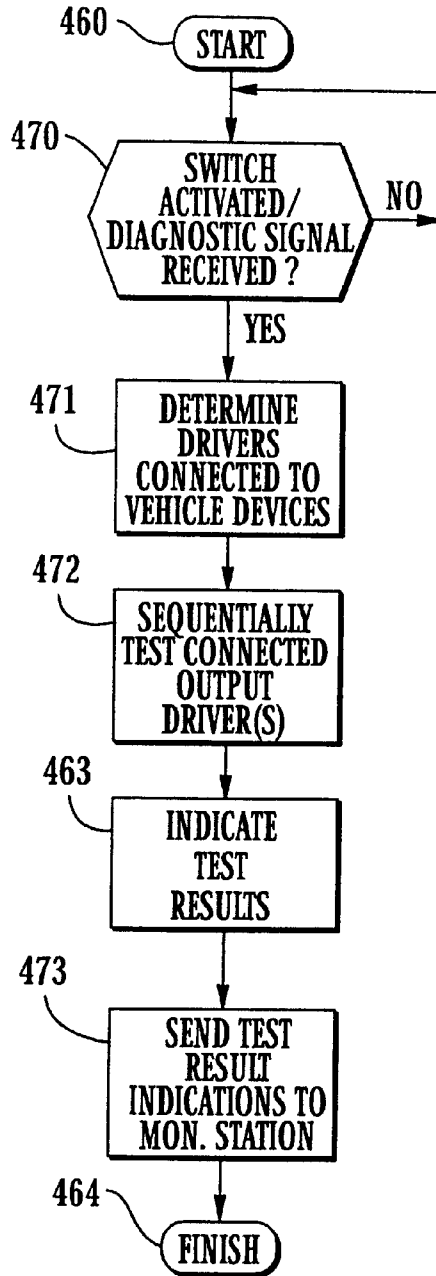 460
START
470
SWITCH
ACTIVATED/
DIAGNOSTIC SIGNAL
RECEIVED ?
NO
YES
471
DETERMINE
DRIVERS
CONNECTED TO
VEHICLE DEVICES
472
SEQUENTIALLY
TEST CONNECTED
OUTPUT
DRIVER(S)
463
INDICATE
TEST
RESULTS
473
SEND TEST
RESULT
INDICATIONS TO
MON. STATION
464
FINISH